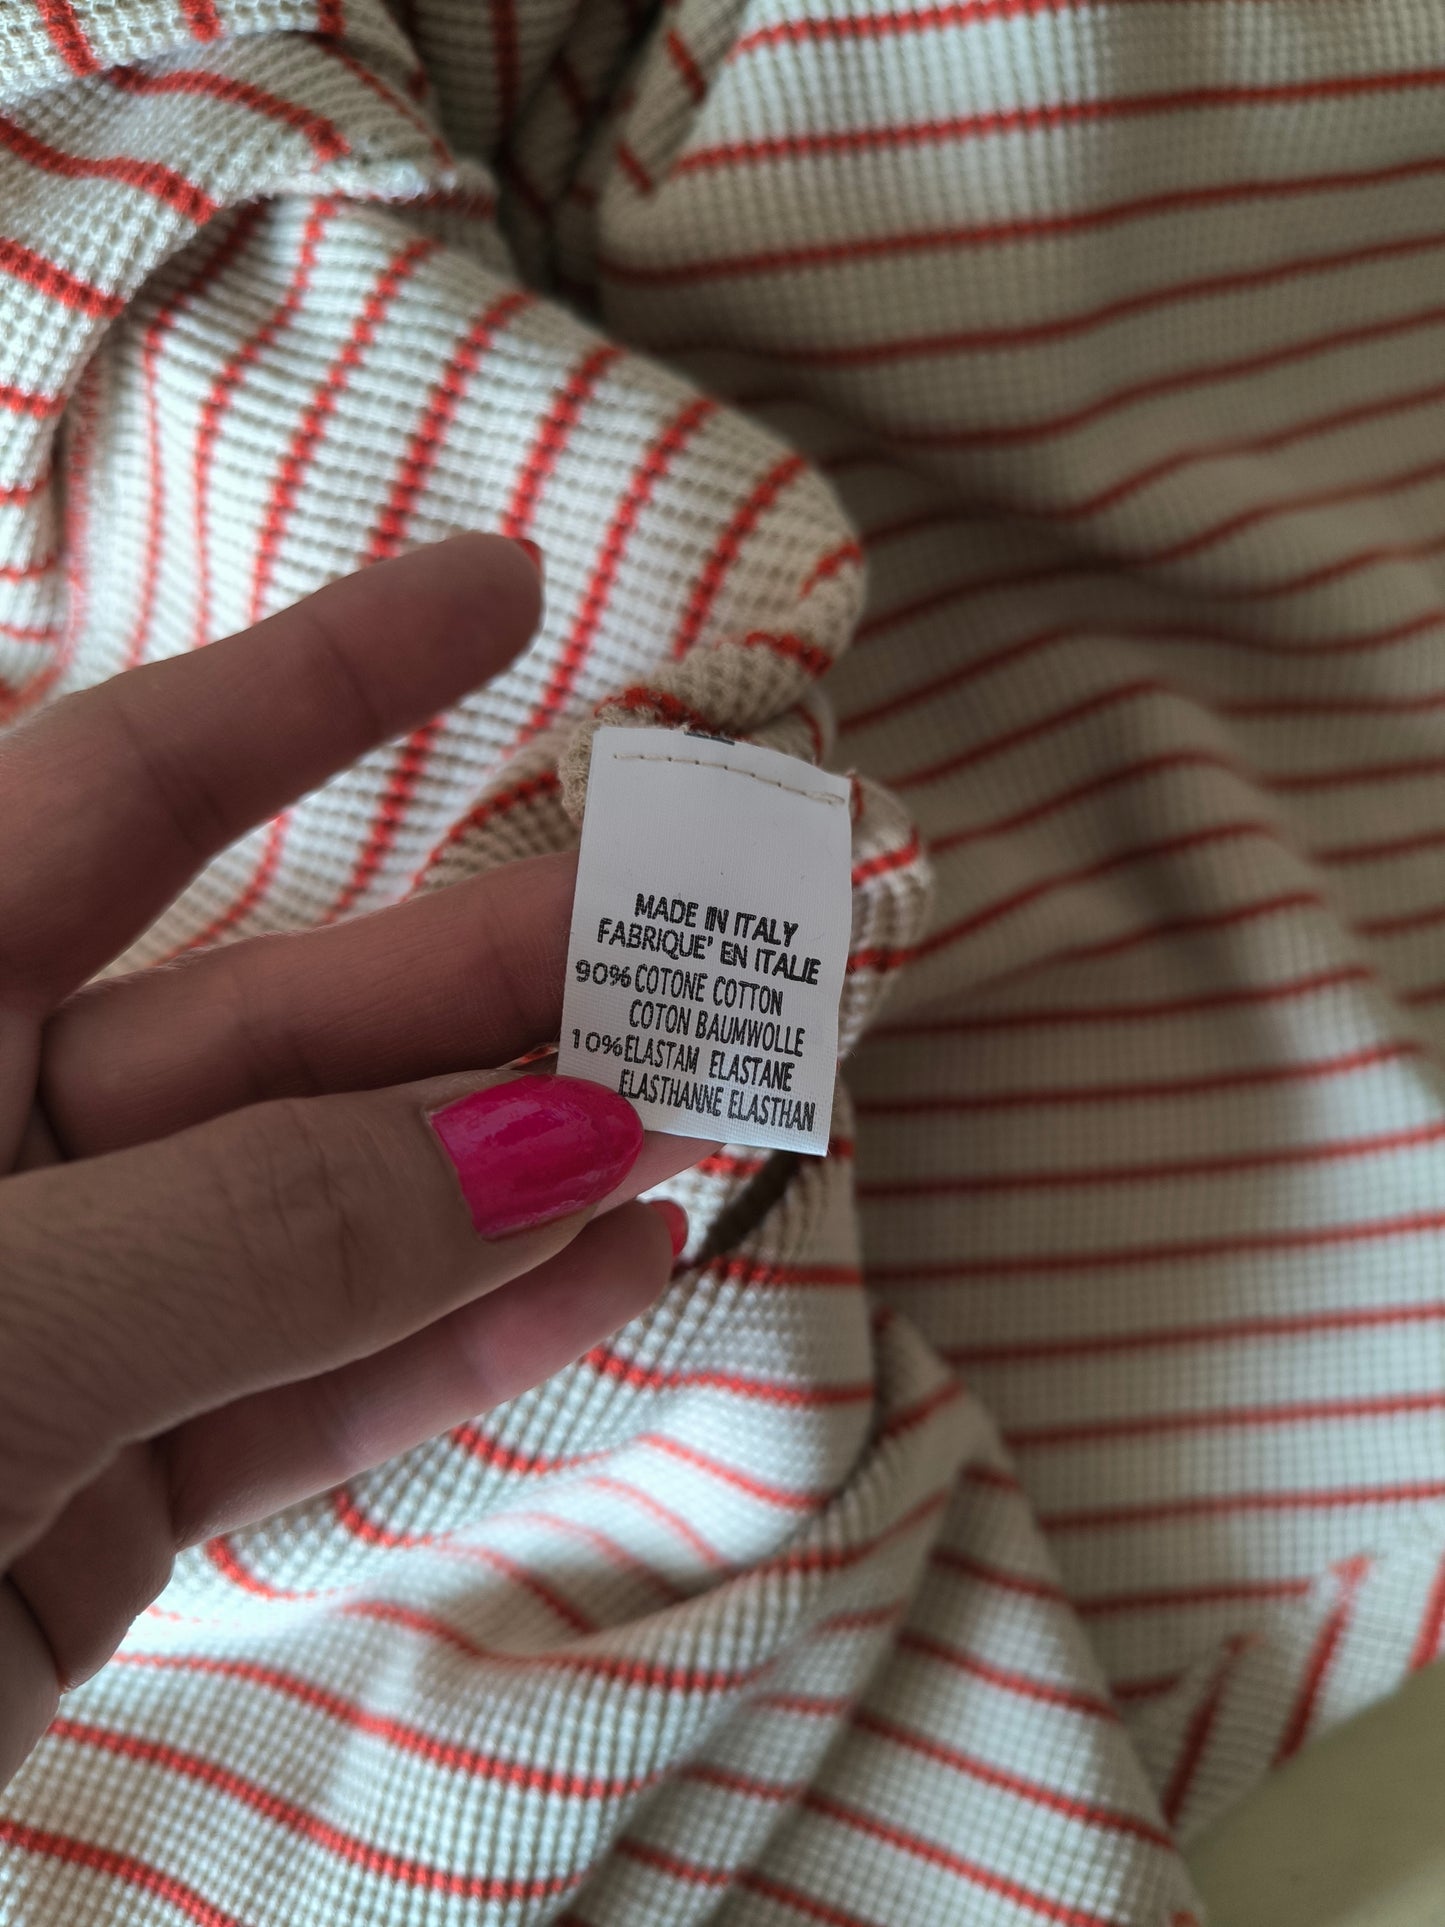 MADE IN ITALY
FABRIQUE' EN ITALIE
90% COTONE COTTON
COTON BAUMWOLLE
10% ELASTAM ELASTANE
ELASTHANNE ELASTHAN